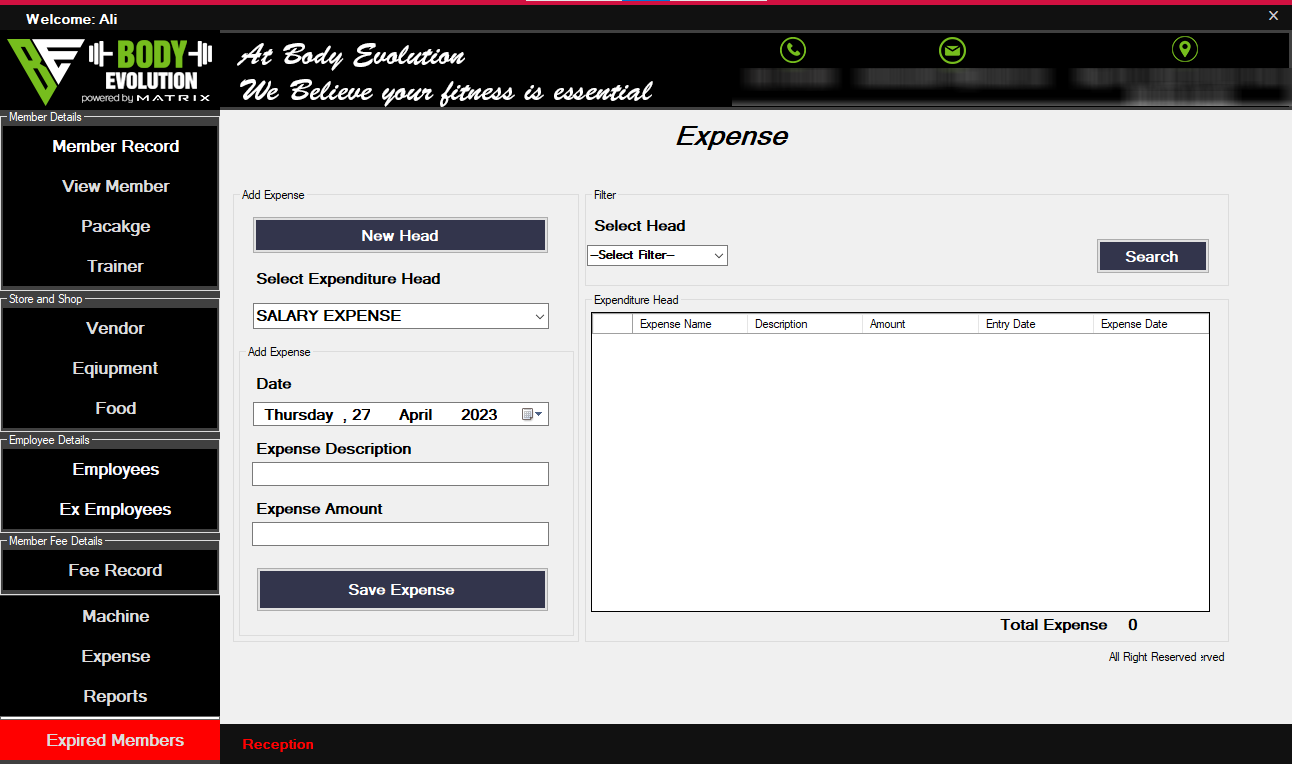 Welcome: Ali
BODY
EVOLUTION
powered by MATRIX
At Body Evolution
We Believe your fitness is essential
Member Details
Member Record
View Member
Pacakge
Trainer
Store and Shop
Vendor
Eqiupment
Food
Employee Details
Employees
Ex Employees
Member Fee Details
Fee Record
Machine
Expense
Reports
Expired Members
Expense
Add Expense
New Head
Select Expenditure Head
SALARY EXPENSE
Add Expense
Date
Thursday , 27 April 2023
Expense Description
Expense Amount
Save Expense
Filter
Select Head
--Select Filter--
Search
Expenditure Head
Expense Name Description Amount Entry Date Expense Date
Total Expense 0
All Right Reserved erved
Reception